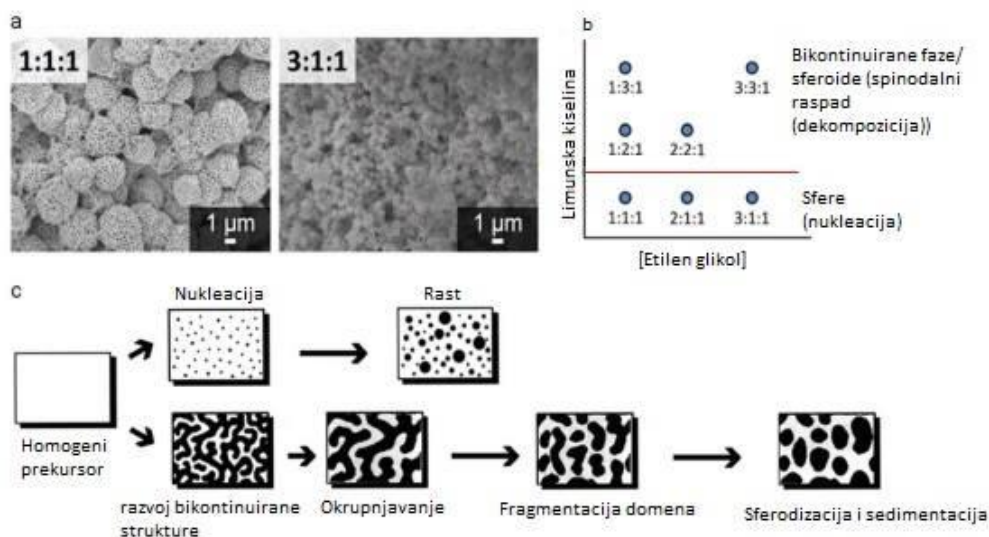 a
1:1:1
1 µm
3:1:1
1 µm
b
Limunska kiselina
1:3:1
3:3:1
1:2:1
2:2:1
1:1:1
2:1:1
3:1:1
[Etilen glikol]
Bikontinuirane faze/
sferoide (spinodalni
raspad
(dekompozicija))
Sfere
(nukleacija)
c
Homogeni
prekursor
Nukleacija
Rast
razvoj bikontinuirane
strukture
Okrupnjavanje
Fragmentacija domena
Sferodizacija i sedimentacija